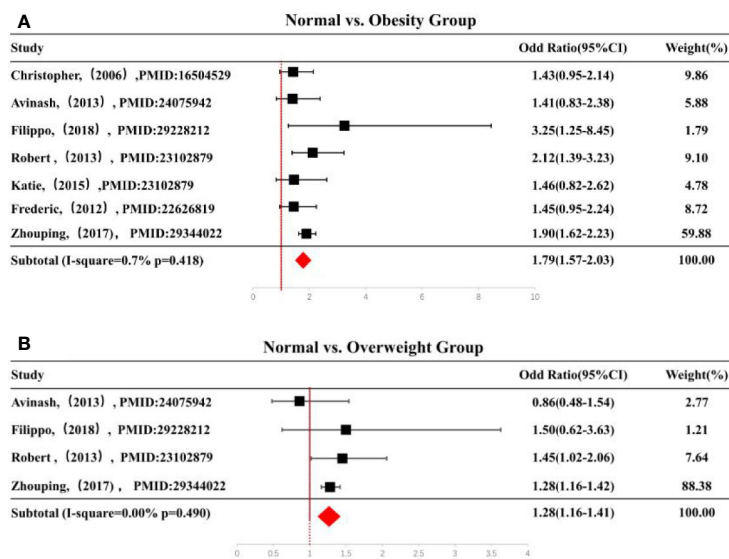 A
Normal vs. Obesity Group
Study Odd Ratio(95%CI) Weight(%)
Christopher,（2006）,PMID:16504529 1.43(0.95-2.14) 9.86
Avinash,（2013）, PMID:24075942 1.41(0.83-2.38) 5.88
Filippo,（2018）, PMID:29228212 3.25(1.25-8.45) 1.79
Robert ,（2013）, PMID:23102879 2.12(1.39-3.23) 9.10
Katie,（2015）, PMID:23102879 1.46(0.82-2.62) 4.78
Frederic,（2012）, PMID:22626819 1.45(0.95-2.24) 8.72
Zhouping,（2017）, PMID:29344022 1.90(1.62-2.23) 59.88
Subtotal (I-square=0.7% p=0.418) 1.79(1.57-2.03) 100.00
0 2 4 6 8 10
B
Normal vs. Overweight Group
Study Odd Ratio(95%CI) Weight(%)
Avinash,（2013）, PMID:24075942 0.86(0.48-1.54) 2.77
Filippo,（2018）, PMID:29228212 1.50(0.62-3.63) 1.21
Robert ,（2013）, PMID:23102879 1.45(1.02-2.06) 7.64
Zhouping,（2017）, PMID:29344022 1.28(1.16-1.42) 88.38
Subtotal (I-square=0.00% p=0.490) 1.28(1.16-1.41) 100.00
0 0.5 1 1.5 2 2.5 3 3.5 4